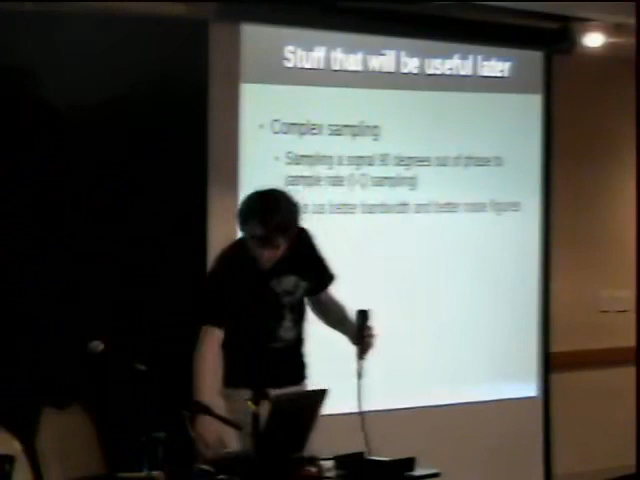 Stuff that will be useful later
• Complex sampling
• Sampling a signal 90 degrees out of phase to
sample rate (I-Q sampling)
us better bandwidth and better noise figures